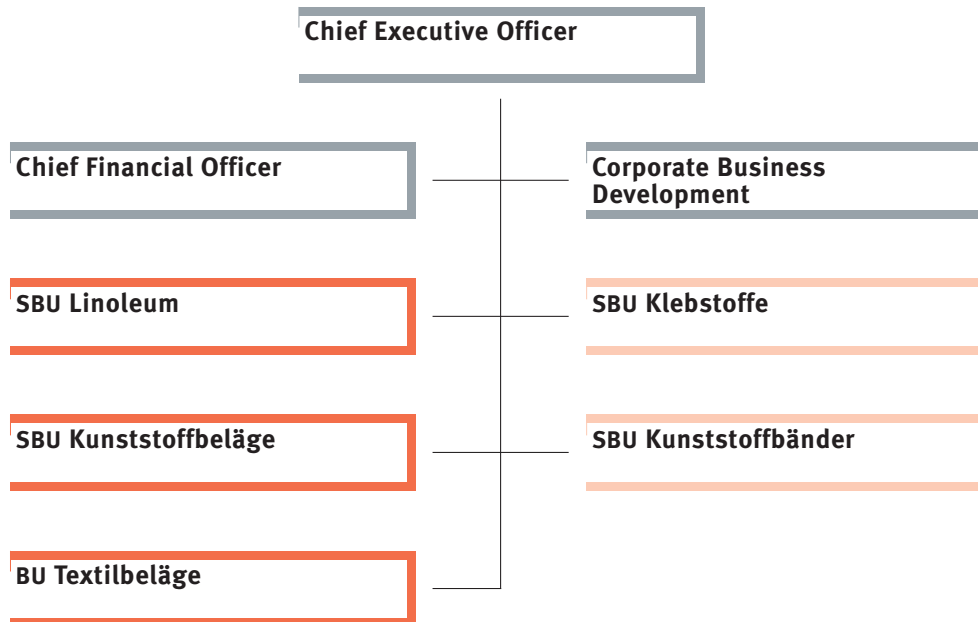 Chief Executive Officer
Chief Financial Officer
Corporate Business
Development
SBU Linoleum
SBU Klebstoffe
SBU Kunststoffbeläge
SBU Kunststoffbänder
BU Textilbeläge